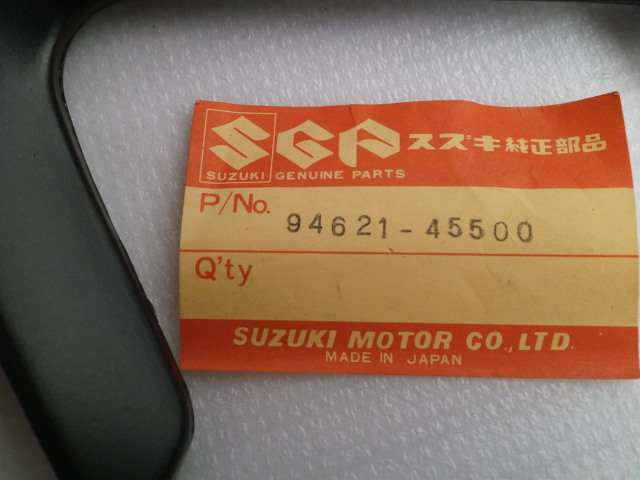 SGP スズキ純正部品
SUZUKI GENUINE PARTS
P/No. 94621-45500
Q'ty
SUZUKI MOTOR CO.,LTD.
MADE IN JAPAN